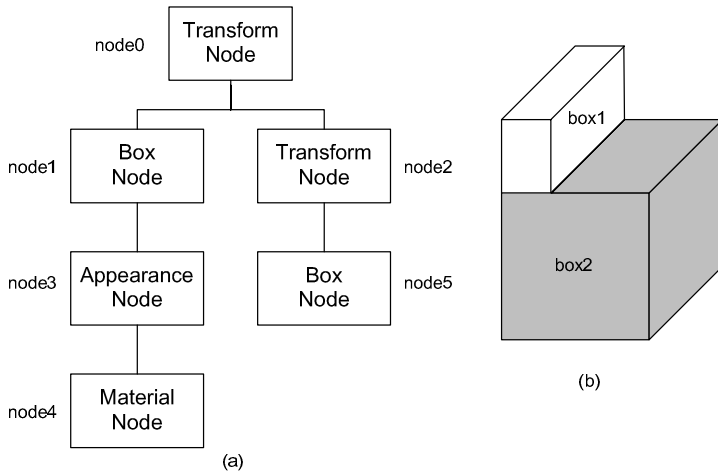 node0
Transform
Node
node1
Box
Node
Transform
Node
node2
node3
Appearance
Node
Box
Node
node5
node4
Material
Node
(a)
box1
box2
(b)